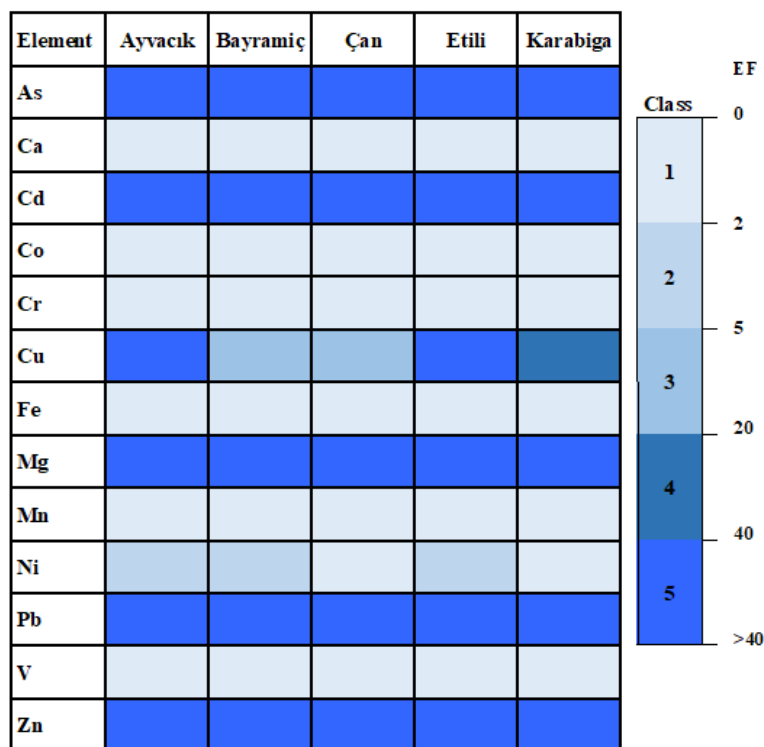 Element Ayvacık Bayramiç Çan Etili Karabiga
As
Ca
Cd
Co
Cr
Cu
Fe
Mg
Mn
Ni
Pb
V
Zn
EF
Class
0
1
2
2
5
3
20
4
40
5
>40